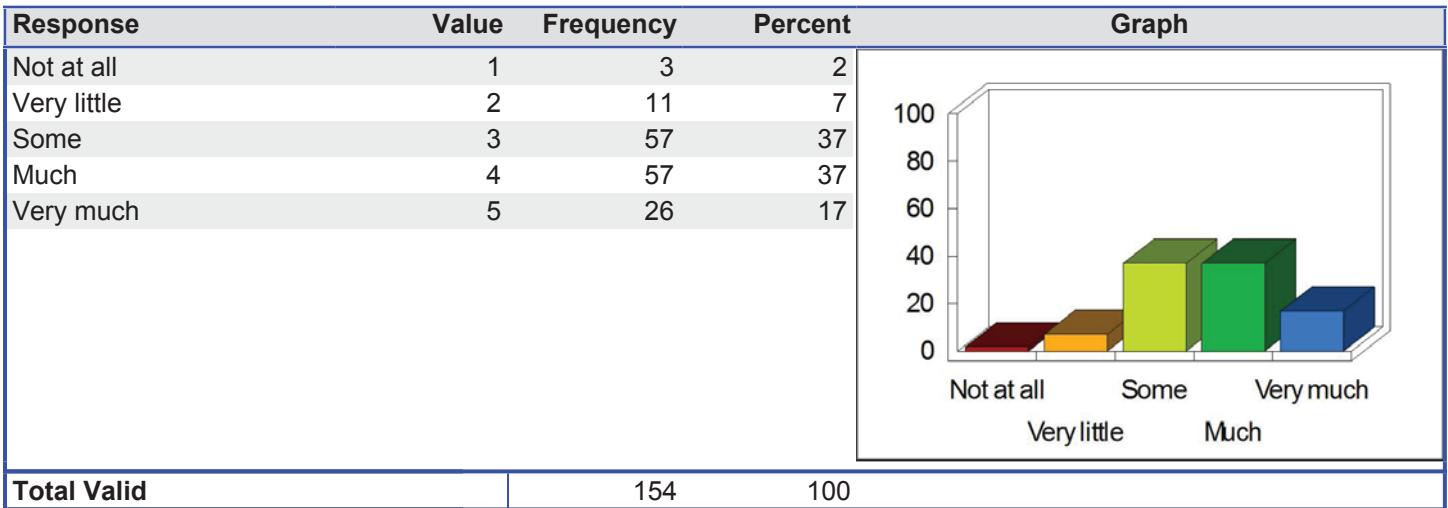 Response Value Frequency Percent Graph
Not at all 1 3 2
Very little 2 11 7
Some 3 57 37
Much 4 57 37
Very much 5 26 17
100
80
60
40
20
0
Not at all Some Very much
Very little Much
Total Valid 154 100